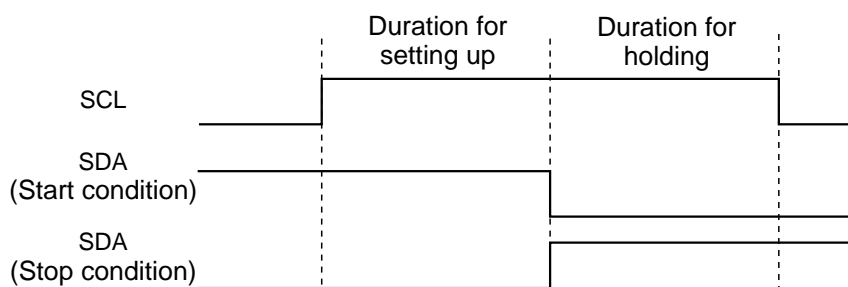 Duration for
setting up
Duration for
holding
SCL
SDA
(Start condition)
SDA
(Stop condition)